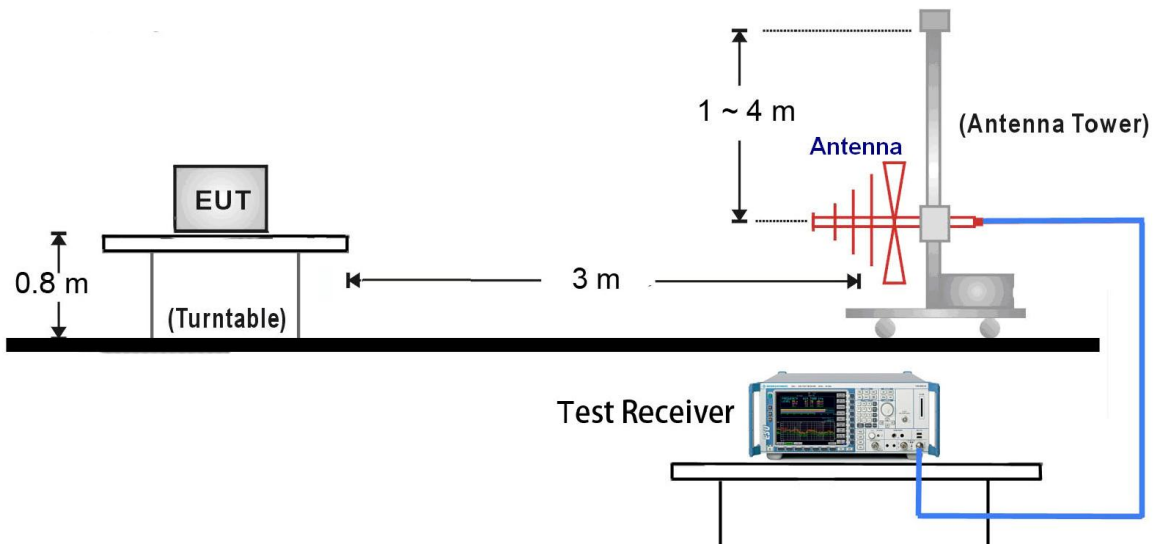 1 ~ 4 m
(Antenna Tower)
Antenna
EUT
0.8 m
3 m
(Turntable)
Test Receiver